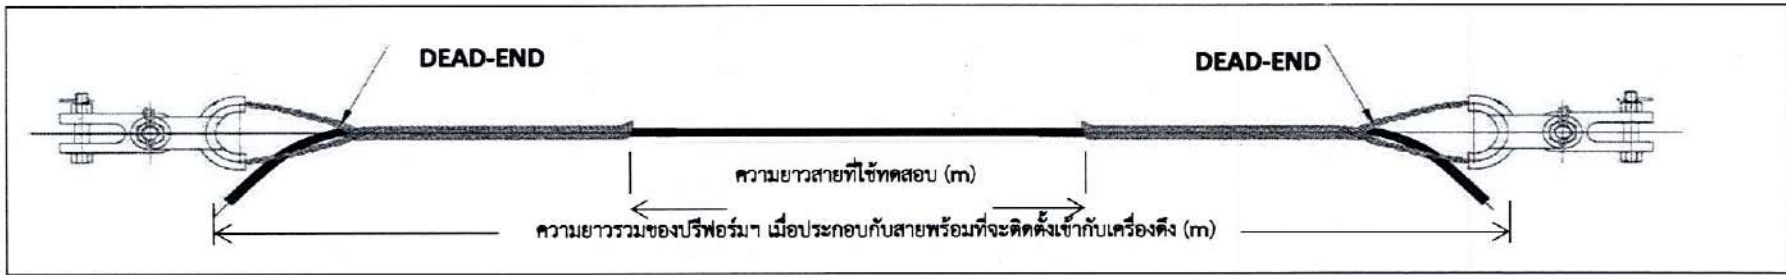 DEAD-END
DEAD-END
ความยาวสายที่ใช้ทดสอบ (m)
ความยาวรวมของปรีฟอร์มฯ เมื่อประกอบกับสายพร้อมที่จะติดตั้งเข้ากับเครื่องดึง (m)